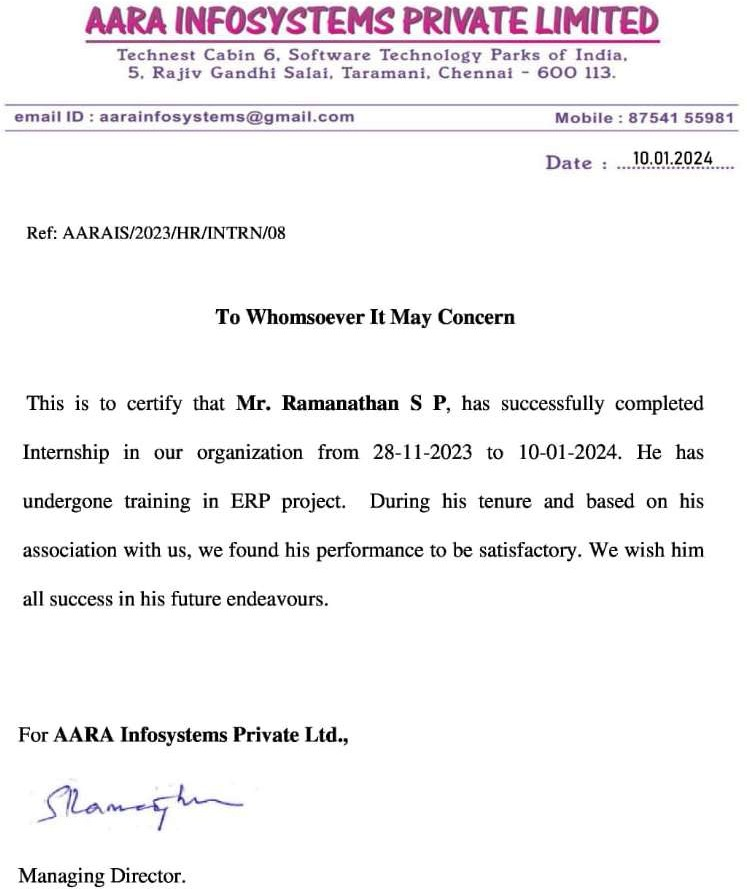 AARA INFOSYSTEMS PRIVATE LIMITED
Technest Cabin 6, Software Technology Parks of India,
5, Rajiv Gandhi Salai, Taramani, Chennai - 600 113.
email ID : aarainfosystems@gmail.com Mobile : 87541 55981
Date : 10.01.2024
Ref: AARAIS/2023/HR/INTRN/08
To Whomsoever It May Concern
This is to certify that Mr. Ramanathan S P, has successfully completed
Internship in our organization from 28-11-2023 to 10-01-2024. He has
undergone training in ERP project. During his tenure and based on his
association with us, we found his performance to be satisfactory. We wish him
all success in his future endeavours.
For AARA Infosystems Private Ltd.,
Managing Director.